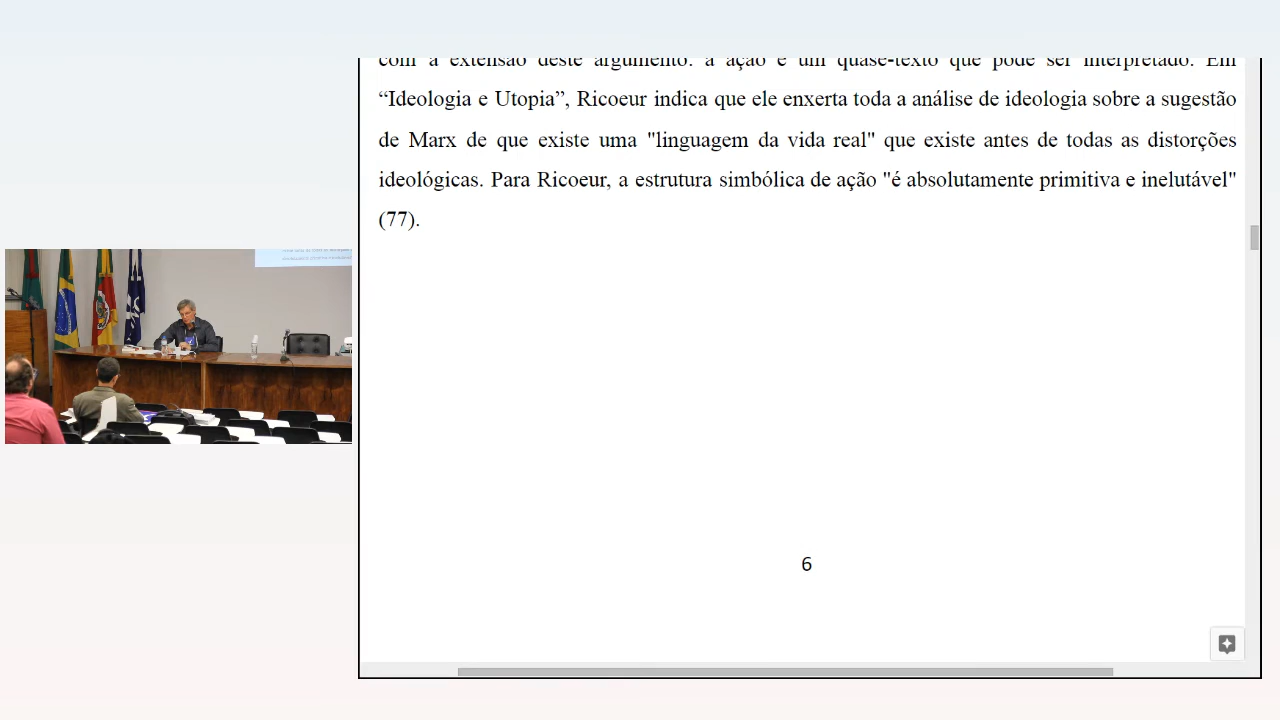 com a extensão deste argumento: a ação é um quase-texto que pode ser interpretado. Em
“Ideologia e Utopia”, Ricoeur indica que ele enxerta toda a análise de ideologia sobre a sugestão
de Marx de que existe uma "linguagem da vida real" que existe antes de todas as distorções
ideológicas. Para Ricoeur, a estrutura simbólica de ação "é absolutamente primitiva e inelutável"
(77).
6